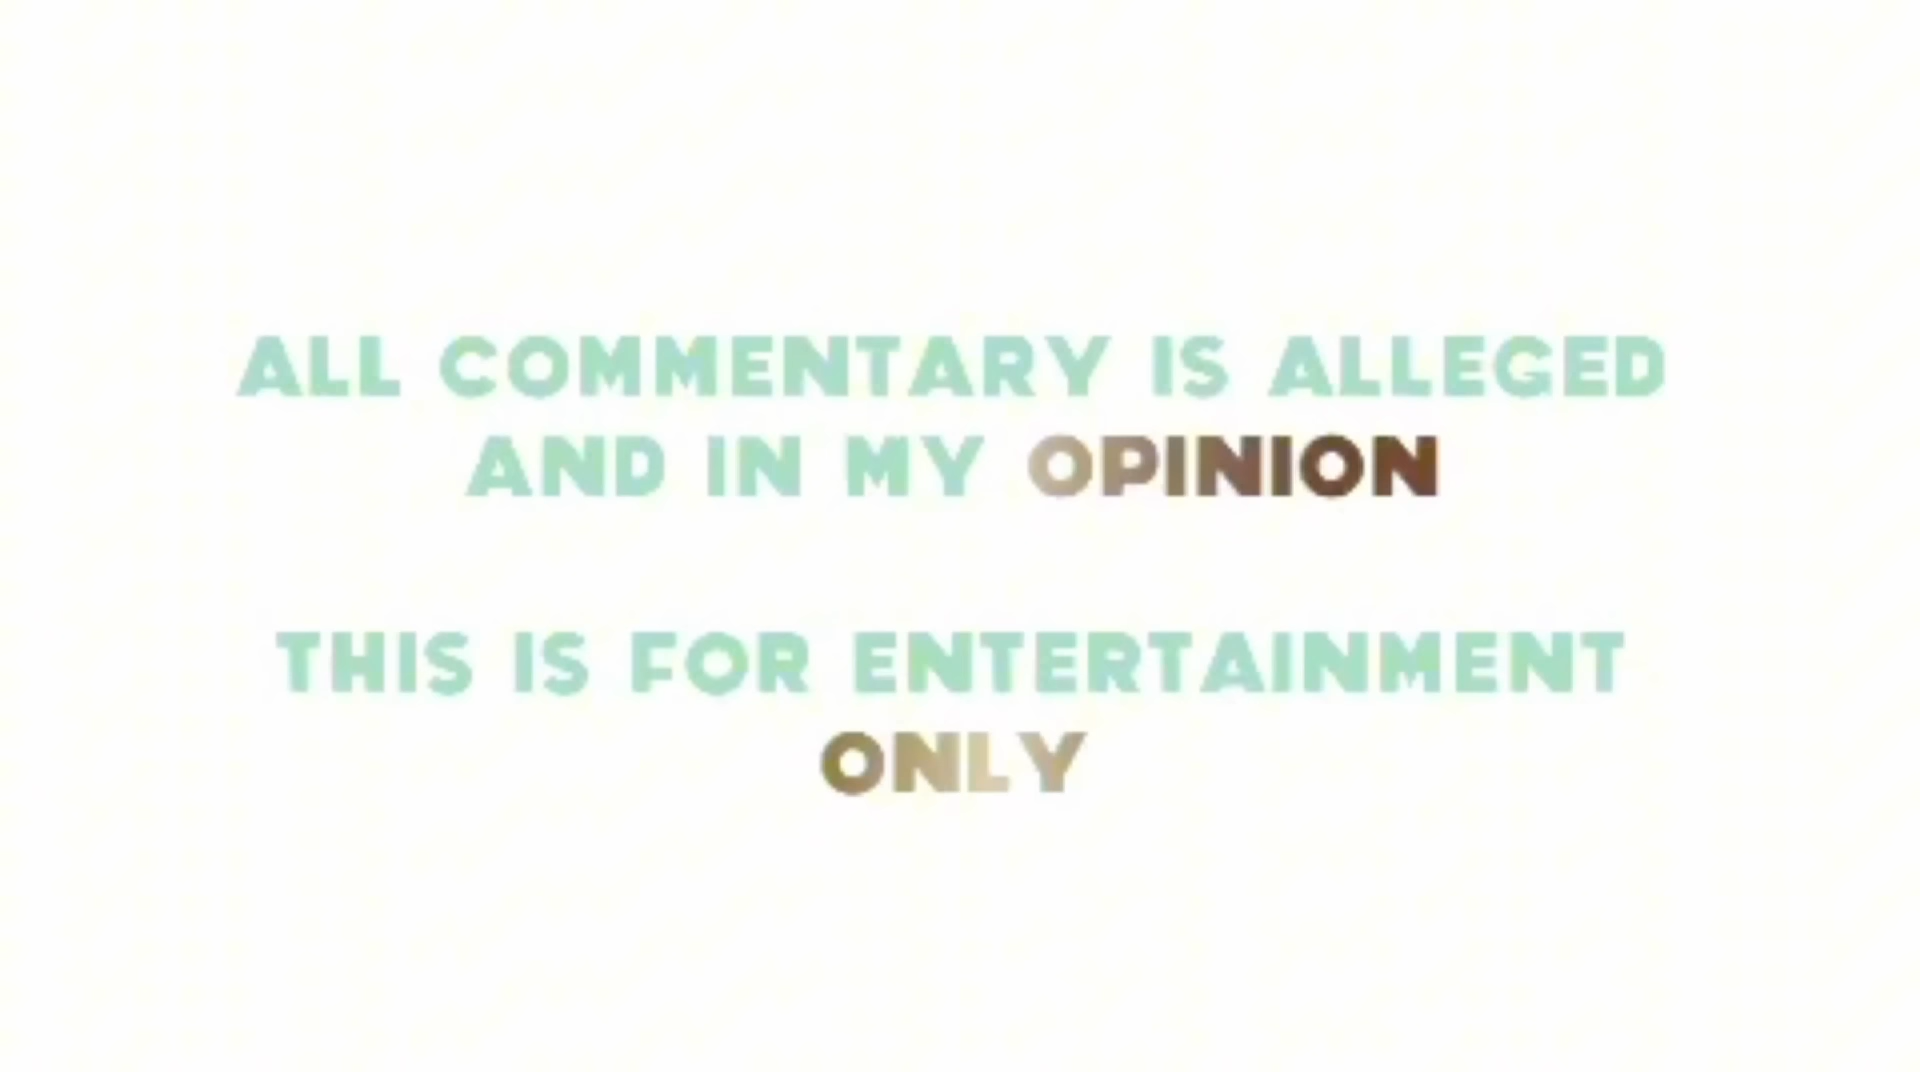 ALL COMMENTARY IS ALLEGED
AND IN MY OPINION
THIS IS FOR ENTERTAINMENT
ONLY